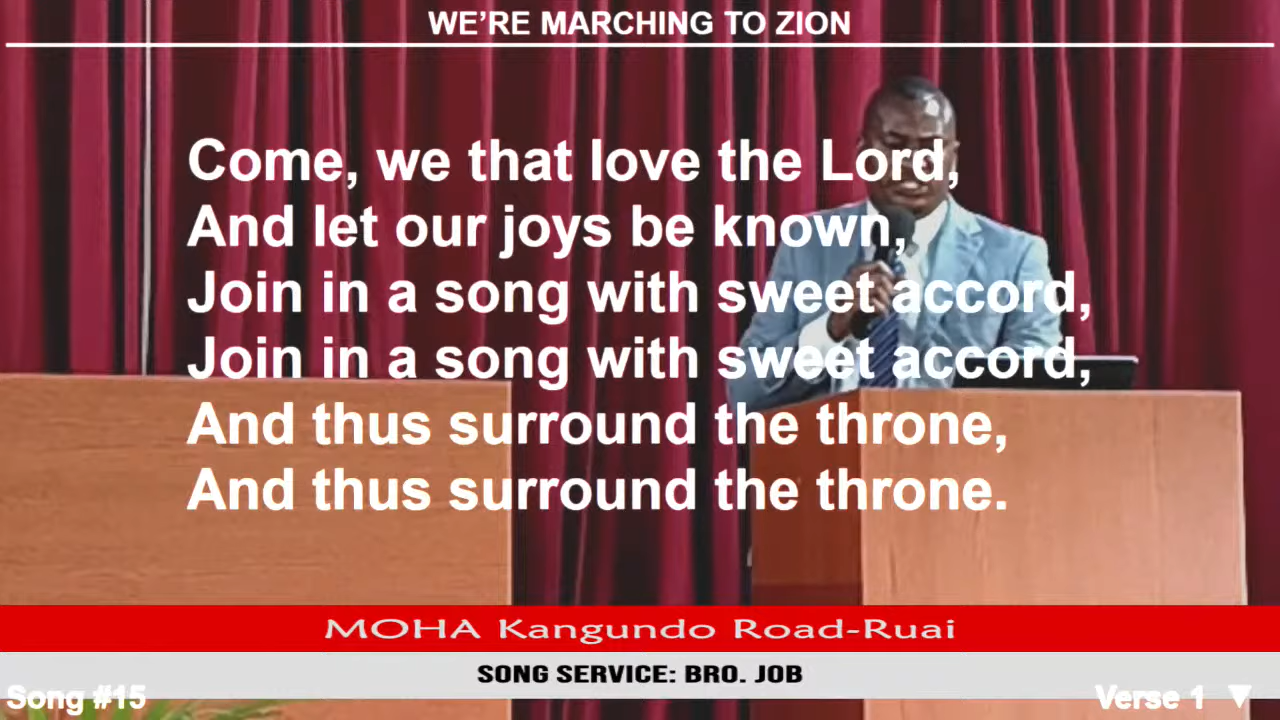 WE’RE MARCHING TO ZION
Come, we that love the Lord,
And let our joys be known,
Join in a song with sweet accord,
Join in a song with sweet accord,
And thus surround the throne,
And thus surround the throne.
MOHA Kangundo Road-Ruai
SONG SERVICE: BRO. JOB
Song #15
Verse 1 ▼